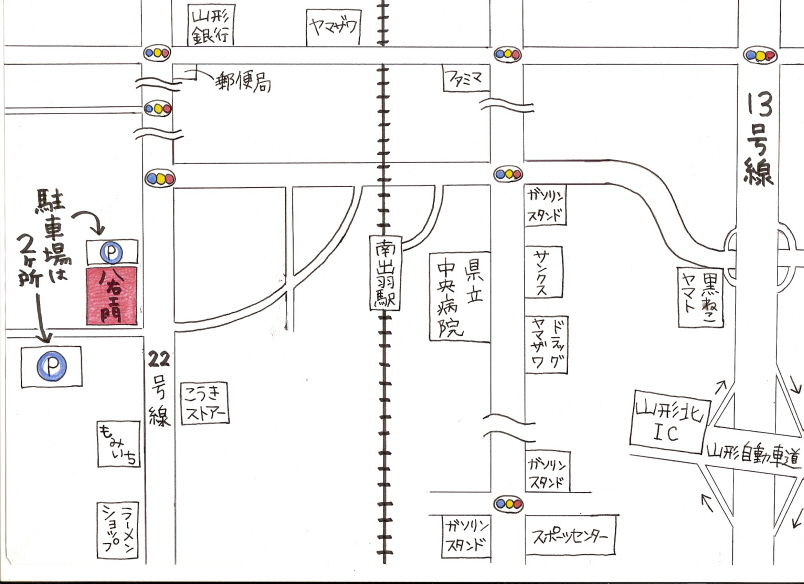 山形
銀行
ヤマザワ
郵便局
ファミマ
13号線
駐車場は
2ヶ所
P
八右エ門
P
南出羽駅
県立
中央病院
ガソリン
スタンド
サンクス
ドラッグ
ヤマザワ
黒ねこ
ヤマト
22号線
こうき
ストアー
もみいち
ラーメン
ショップ
山形北
IC
山形自動車道
ガソリン
スタンド
ガソリン
スタンド
スポーツセンター